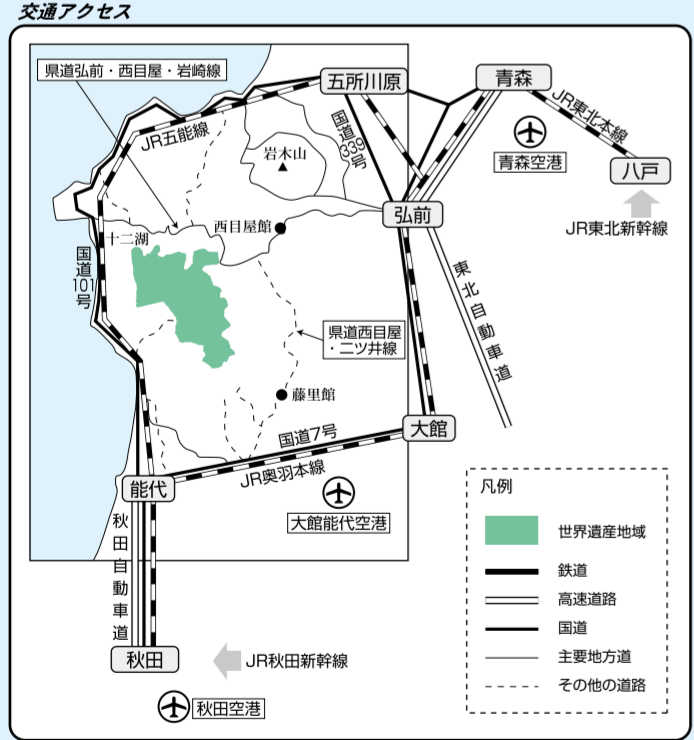 交通アクセス
県道弘前・西目屋・岩崎線
五所川原
青森
JR東北本線
青森空港
八戸
JR東北新幹線
JR五能線
国道339号
岩木山
西目屋館
弘前
十二湖
国道101号
東北自動車道
県道西目屋
・二ツ井線
藤里館
大館
国道7号
JR奥羽本線
能代
大館能代空港
秋田自動車道
秋田
JR秋田新幹線
秋田空港
凡例
世界遺産地域
鉄道
高速道路
国道
主要地方道
その他の道路